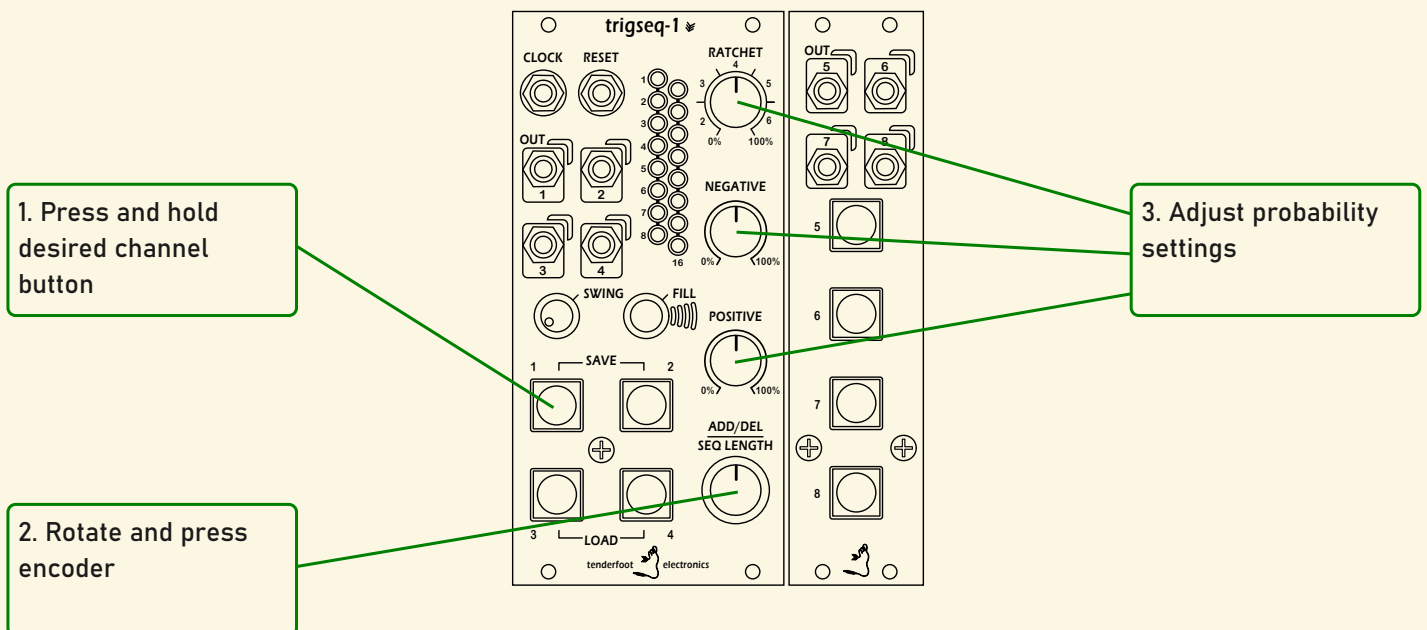 trigseq-1
CLOCK
RESET
RATCHET
2
3
4
5
6
0%
100%
1
2
3
4
5
6
7
8
16
OUT
1
2
3
4
NEGATIVE
0%
100%
SWING
FILL
POSITIVE
0%
100%
1
SAVE
2
ADD/DEL
SEQ LENGTH
3
LOAD
4
tenderfoot electronics
OUT
5
6
7
8
5
6
7
8
1. Press and hold
desired channel
button
2. Rotate and press
encoder
3. Adjust probability
settings